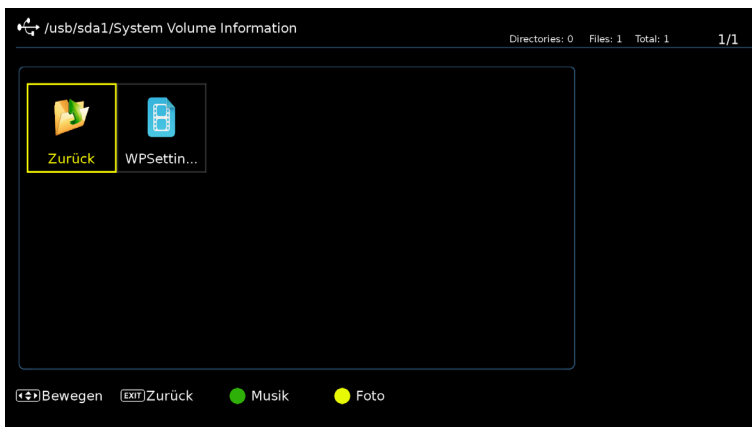 /usb/sda1/System Volume Information
Directories: 0 Files: 1 Total: 1 1/1
Zurück WPSettin...
Bewegen EXIT Zurück Musik Foto